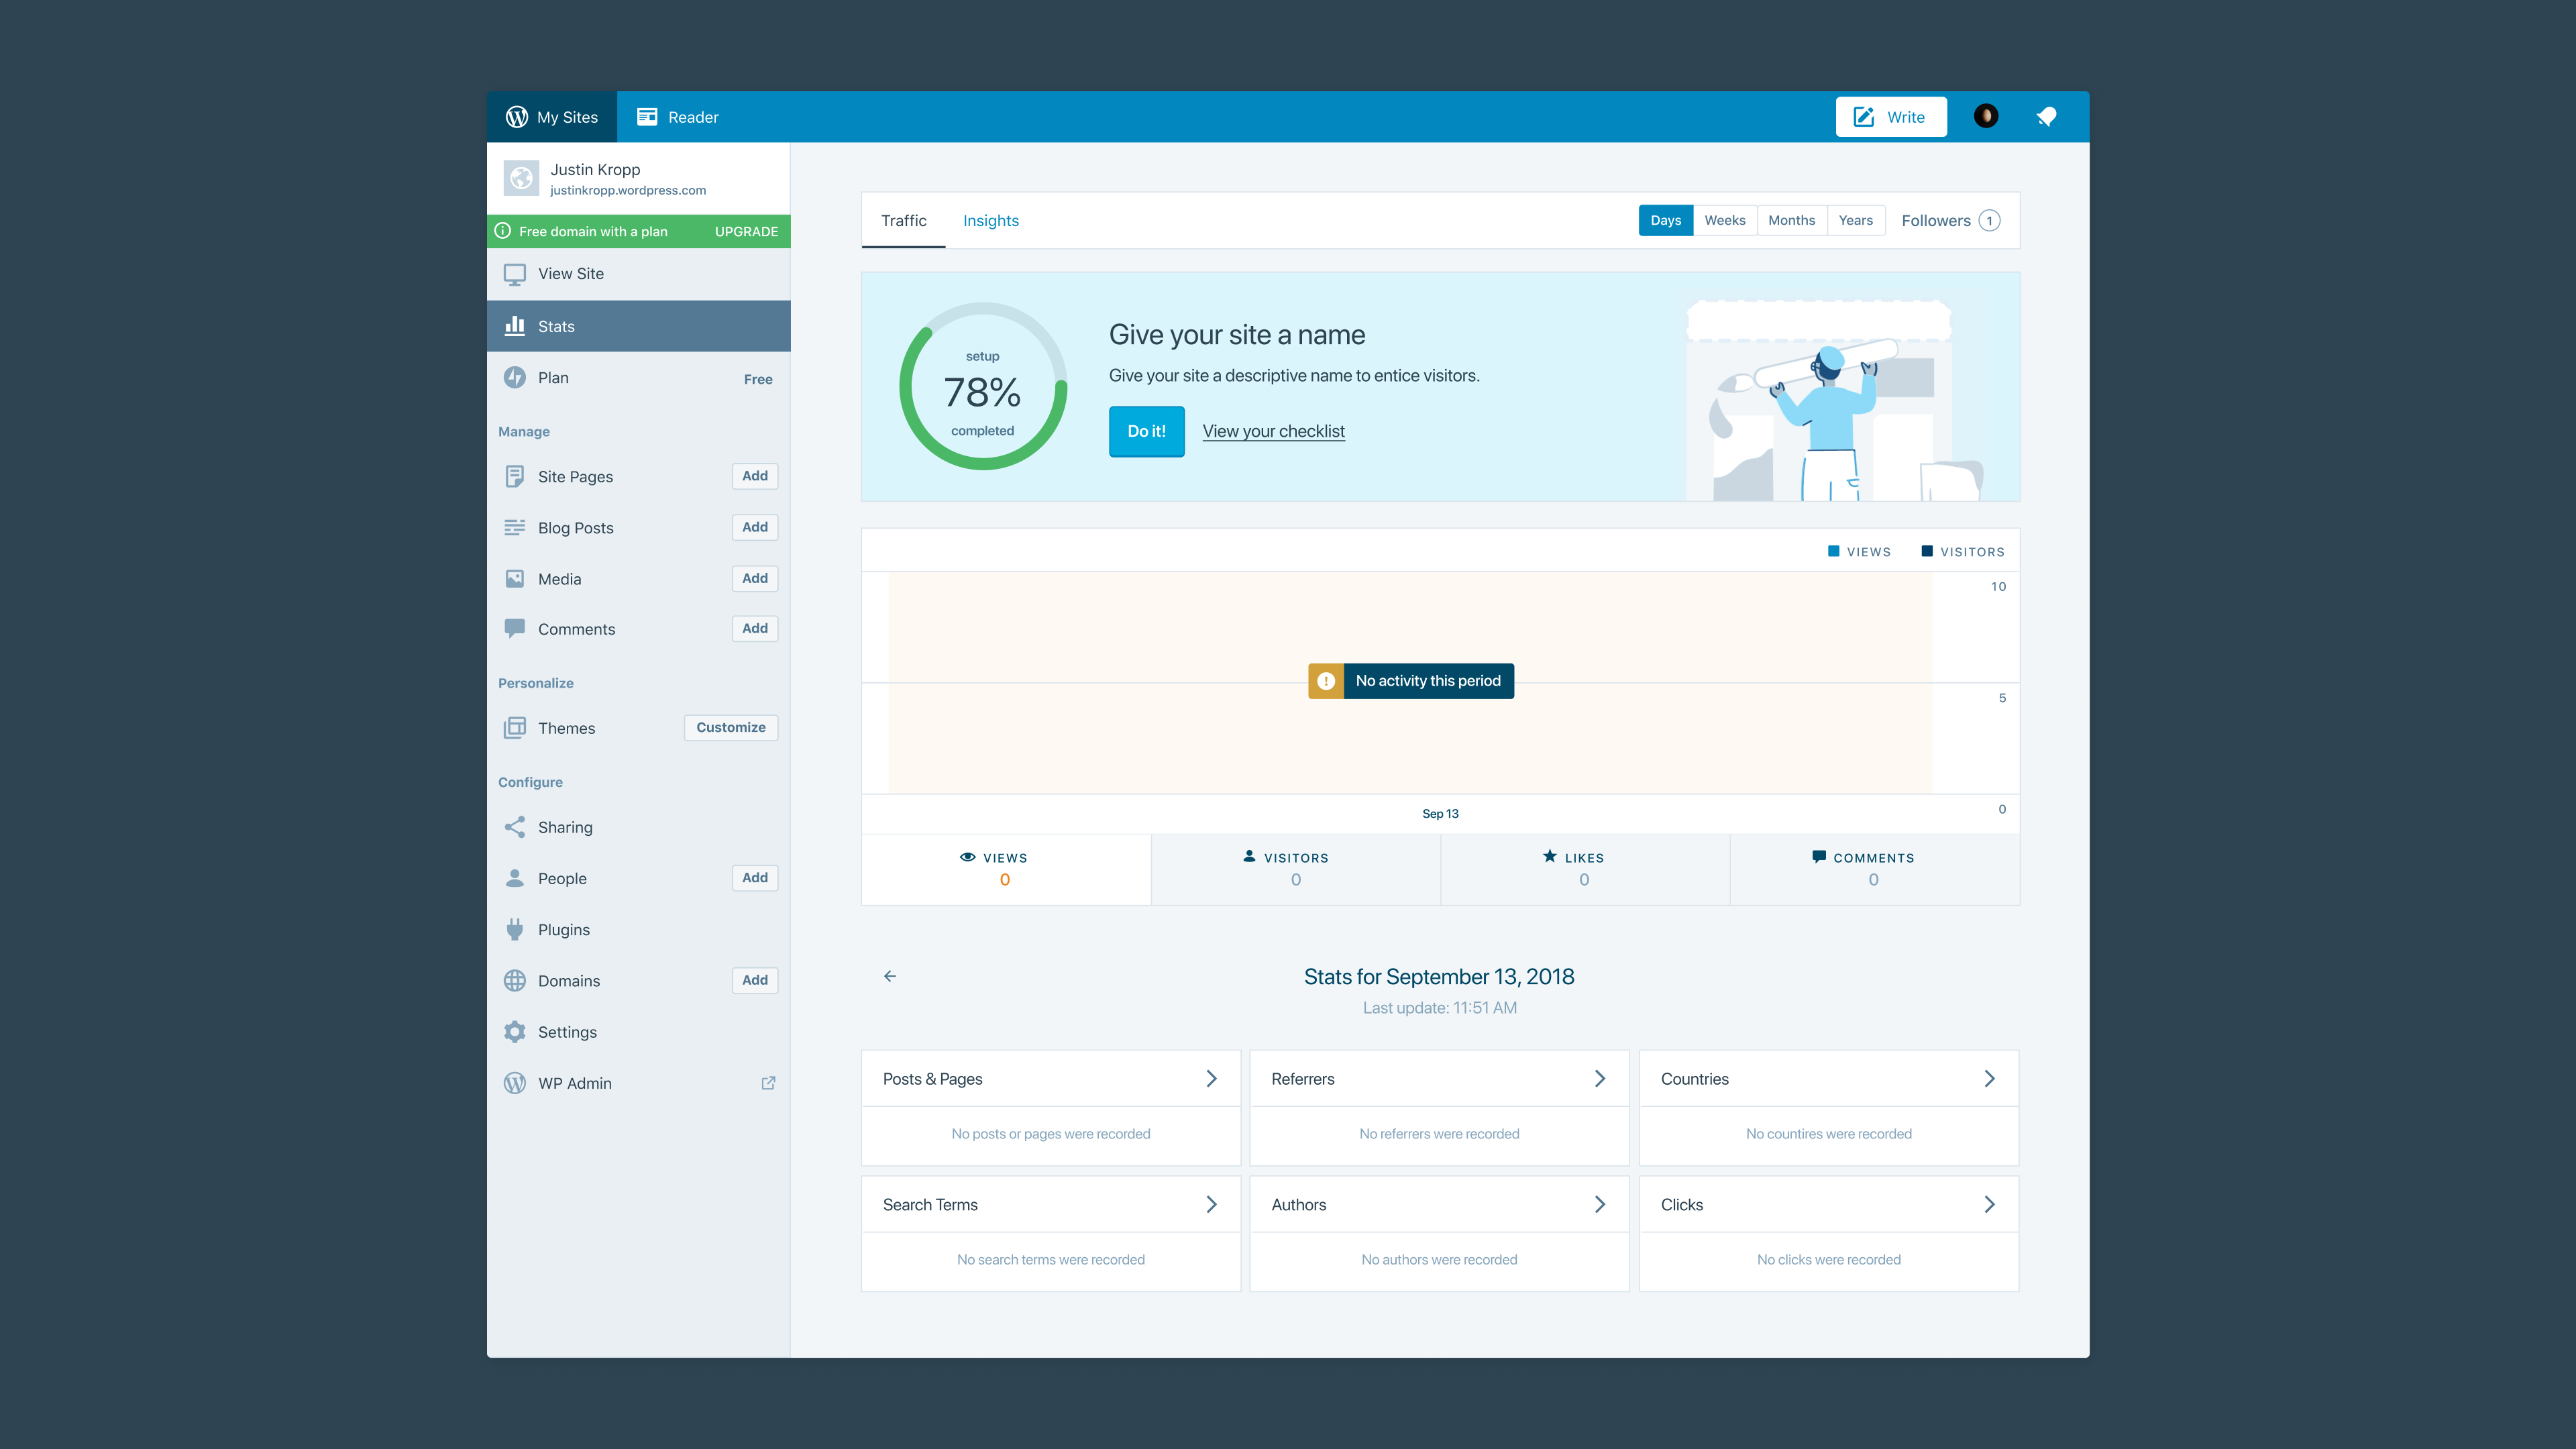 My Sites
Reader
Write
Justin Kropp
justinkropp.wordpress.com
Free domain with a plan UPGRADE
View Site
Stats
Plan Free
Manage
Site Pages Add
Blog Posts Add
Media Add
Comments Add
Personalize
Themes Customize
Configure
Sharing
People Add
Plugins
Domains Add
Settings
WP Admin
Traffic Insights Days Weeks Months Years Followers 1
setup
78%
completed
Give your site a name
Give your site a descriptive name to entice visitors.
Do it! View your checklist
VIEWS VISITORS
10
No activity this period
5
Sep 13
0
VIEWS
0
VISITORS
0
LIKES
0
COMMENTS
0
Stats for September 13, 2018
Last update: 11:51 AM
Posts & Pages
No posts or pages were recorded
Referrers
No referrers were recorded
Countries
No countires were recorded
Search Terms
No search terms were recorded
Authors
No authors were recorded
Clicks
No clicks were recorded